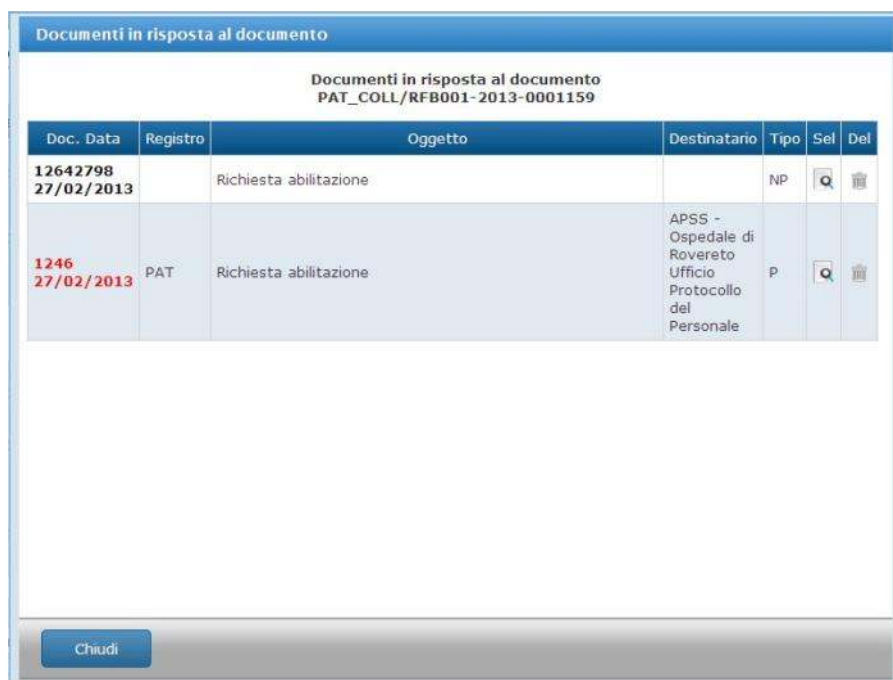 Documenti in risposta al documento
Documenti in risposta al documento
PAT_COLL/RFB001-2013-0001159
Doc. Data Registro Oggetto Destinatario Tipo Sel Del
12642798
27/02/2013
Richiesta abilitazione
NP
1246
27/02/2013
PAT
Richiesta abilitazione
APSS -
Ospedale di
Rovereto
Ufficio
Protocollo
del
Personale
P
Chiudi